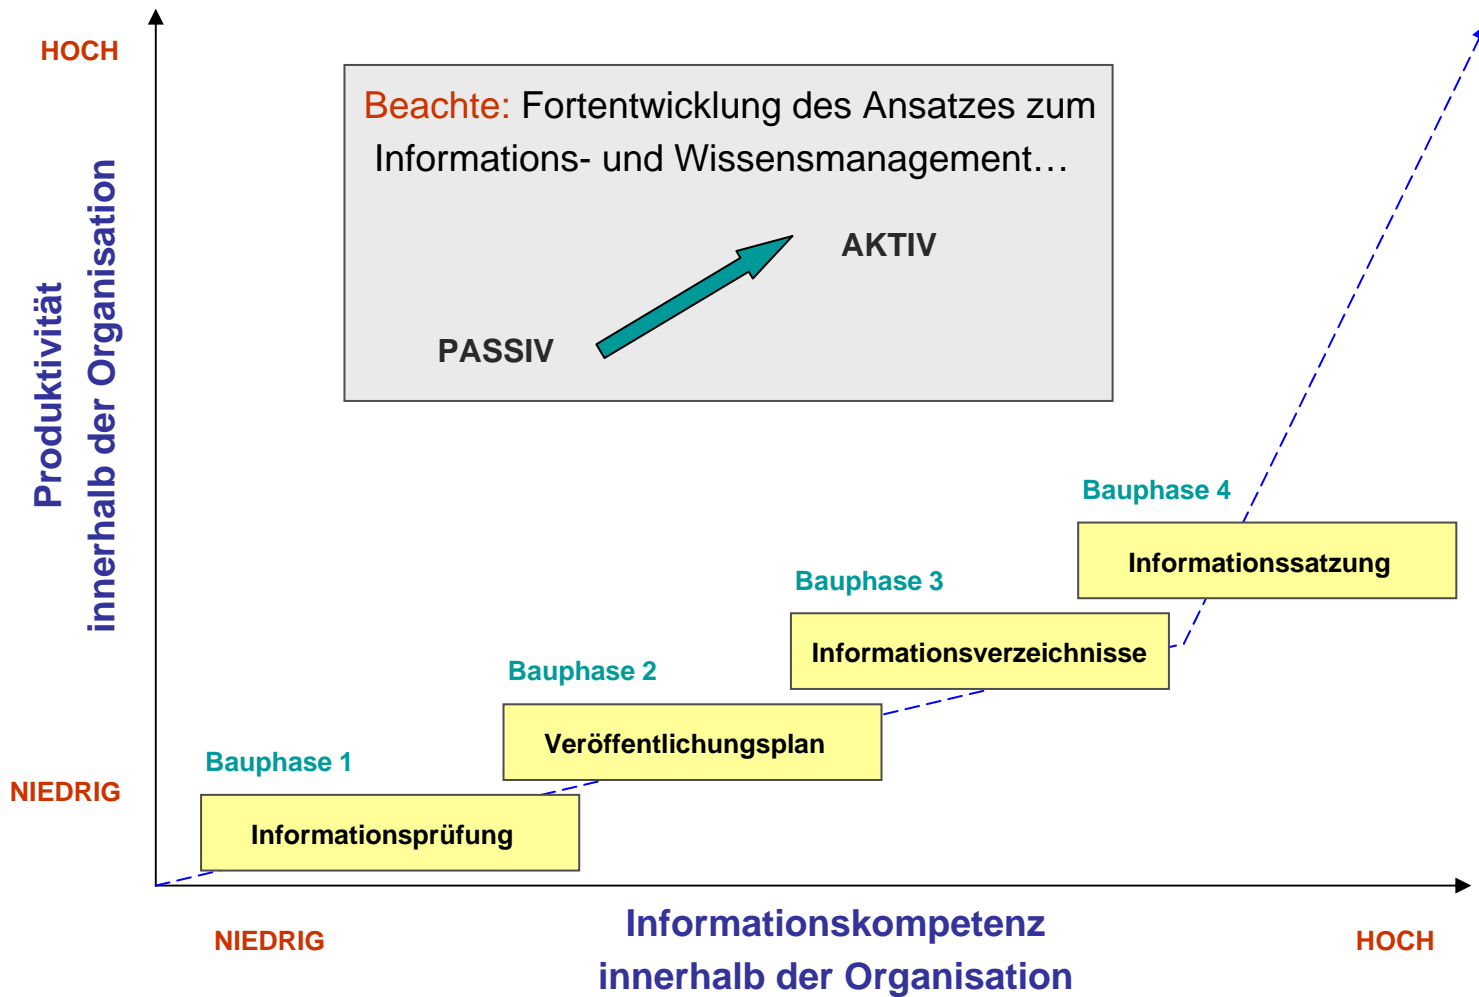 HOCH
Beachte: Fortentwicklung des Ansatzes zum
Informations- und Wissensmanagement…
AKTIV
PASSIV
Produktivität
innerhalb der Organisation
Bauphase 4
Informationssatzung
Bauphase 3
Informationsverzeichnisse
Bauphase 2
Veröffentlichungsplan
Bauphase 1
Informationsprüfung
NIEDRIG
NIEDRIG
Informationskompetenz
innerhalb der Organisation
HOCH